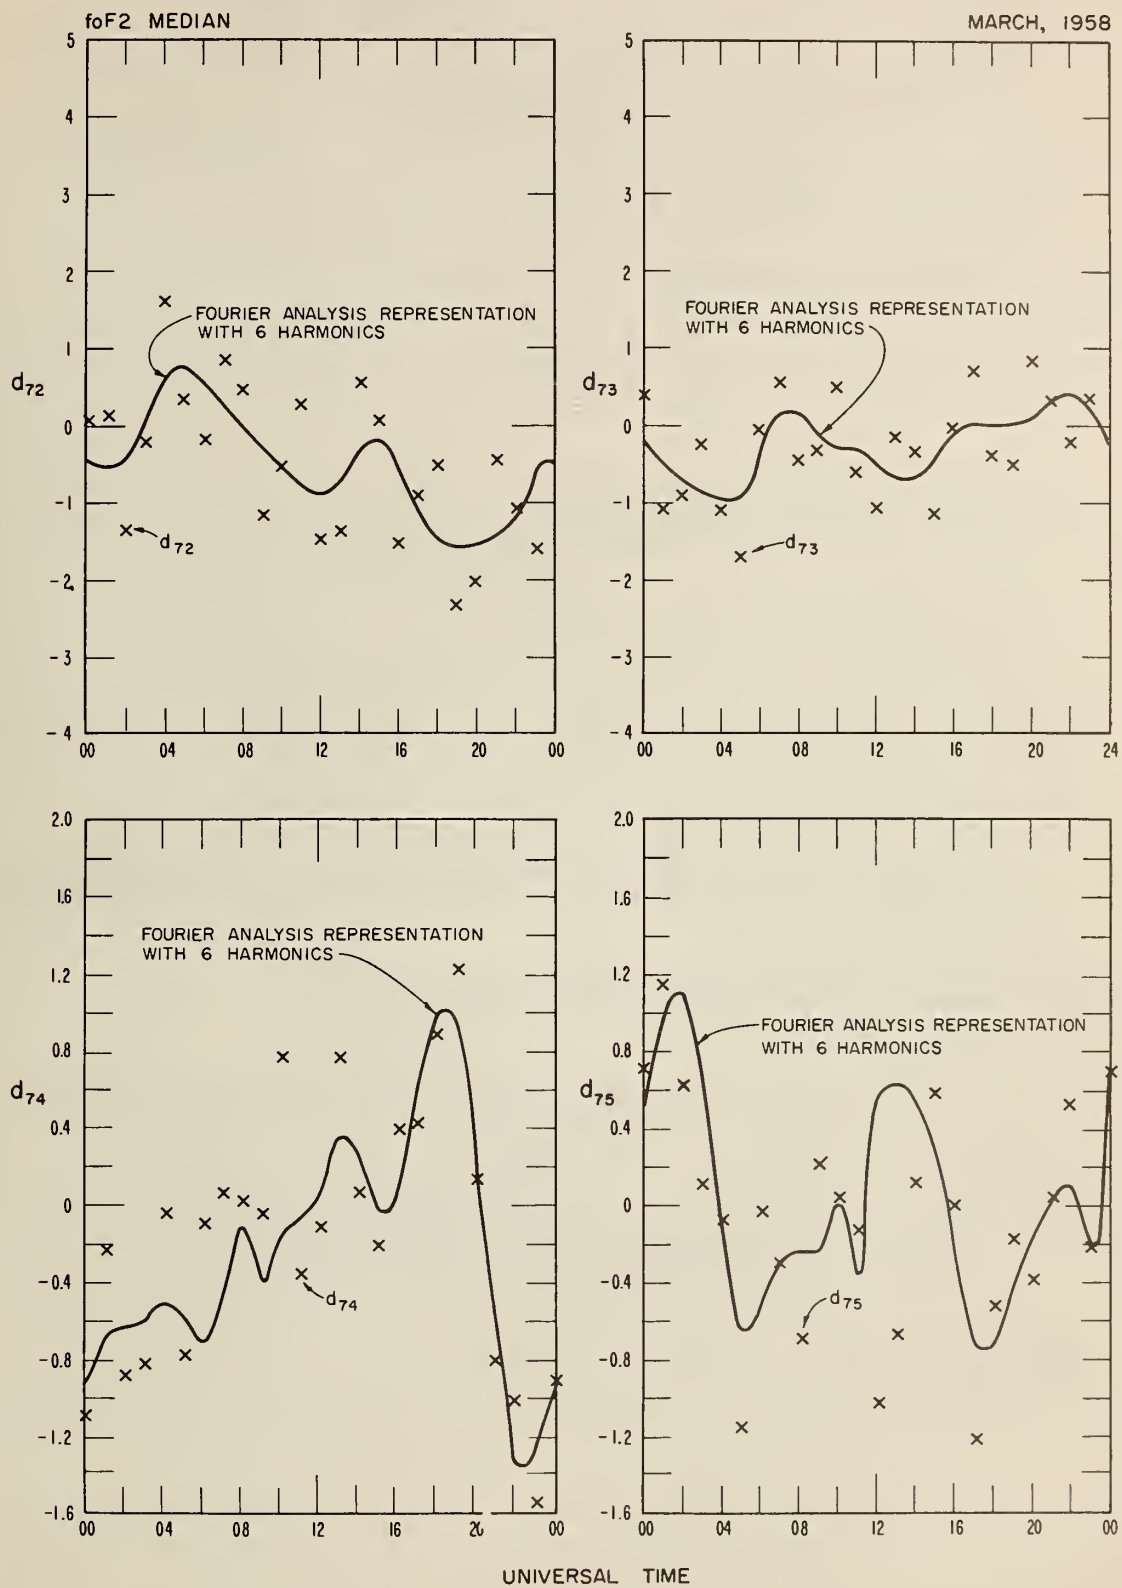 foF2 MEDIAN
MARCH, 1958
5
4
3
2
1
0
-1
-2
-3
-4
d72
FOURIER ANALYSIS REPRESENTATION
WITH 6 HARMONICS
d72
00 04 08 12 16 20 00
5
4
3
2
1
0
-1
-2
-3
-4
d73
FOURIER ANALYSIS REPRESENTATION
WITH 6 HARMONICS
d73
00 04 08 12 16 20 24
2.0
1.6
1.2
0.8
0.4
0
-0.4
-0.8
-1.2
-1.6
d74
FOURIER ANALYSIS REPRESENTATION
WITH 6 HARMONICS
d74
00 04 08 12 16 20 00
2.0
1.6
1.2
0.8
0.4
0
-0.4
-0.8
-1.2
-1.6
d75
FOURIER ANALYSIS REPRESENTATION
WITH 6 HARMONICS
d75
00 04 08 12 16 20 00
UNIVERSAL TIME